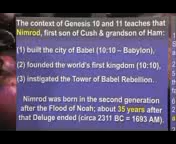 The context of Genesis 10 and 11 teaches that
Nimrod, first son of Cush & grandson of Ham:
(1) built the city of Babel (10:10 ~ Babylon),
(2) founded the world's first kingdom (10:10),
(3) instigated the Tower of Babel Rebellion.
Nimrod was born in the second generation
after the Flood of Noah; about 35 years after
that Deluge ended (circa 2311 BC = 1693 AM).